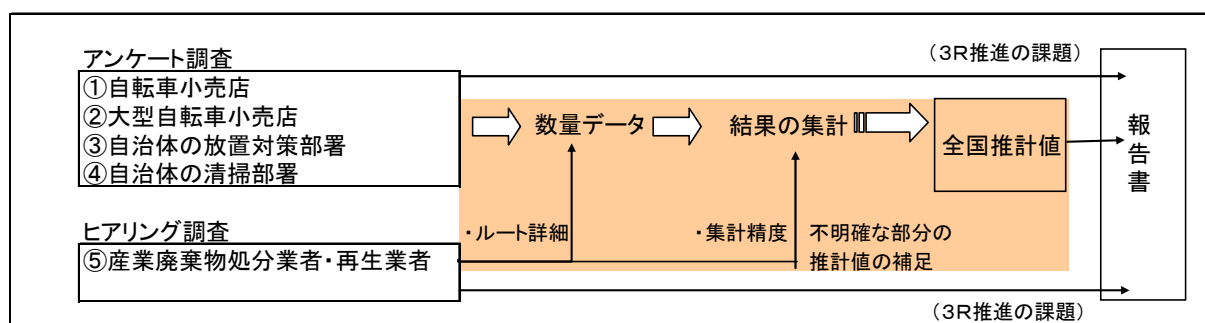 アンケート調査
①自転車小売店
②大型自転車小売店
③自治体の放置対策部署
④自治体の清掃部署
(3R推進の課題)
数量データ
結果の集計
全国推計値
報告書
ヒアリング調査
⑤産業廃棄物処分業者・再生業者
・ルート詳細
・集計精度
不明確な部分の
推計値の補足
(3R推進の課題)